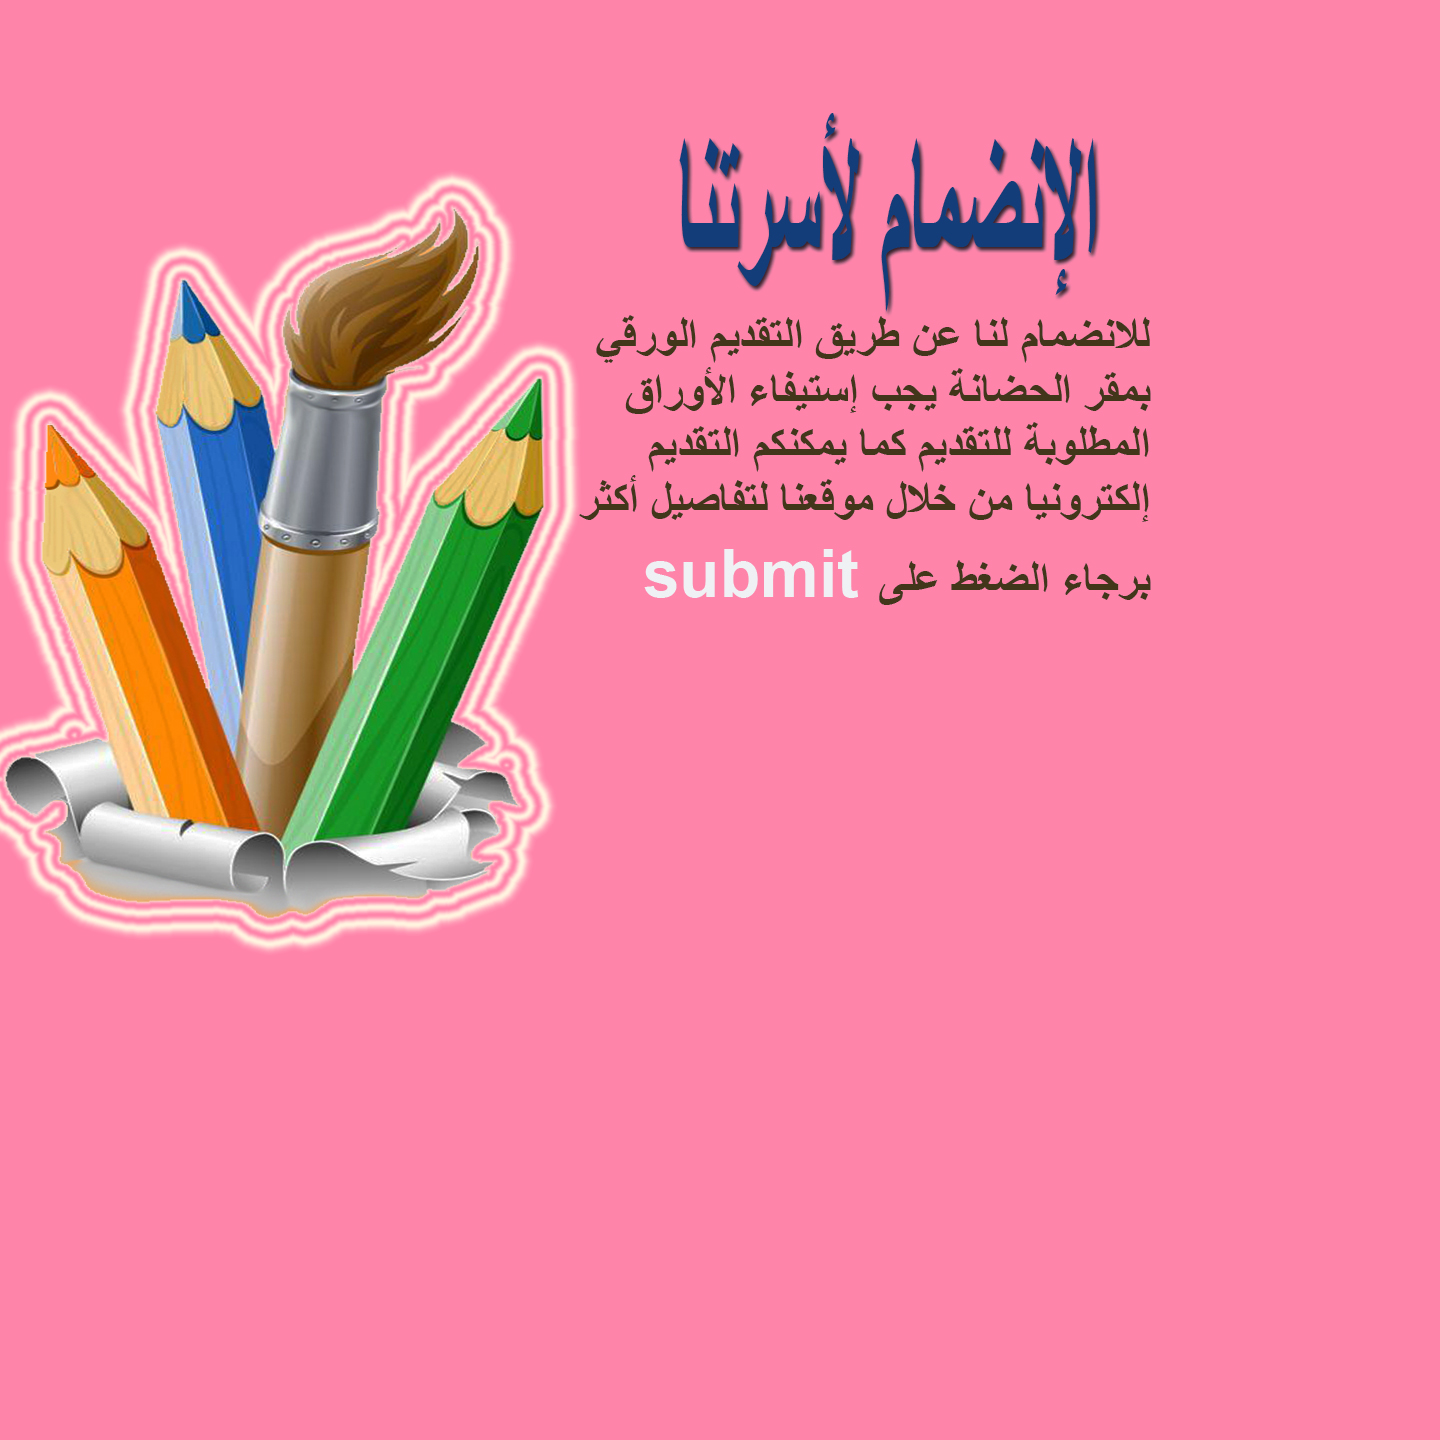 الإنضمام لأسرتنا
للانضمام لنا عن طريق التقديم الورقي
بمقر الحضانة يجب إستيفاء الأوراق
المطلوبة للتقديم كما يمكنكم التقديم
إلكترونيا من خلال موقعنا لتفاصيل أكثر
برجاء الضغط على submit